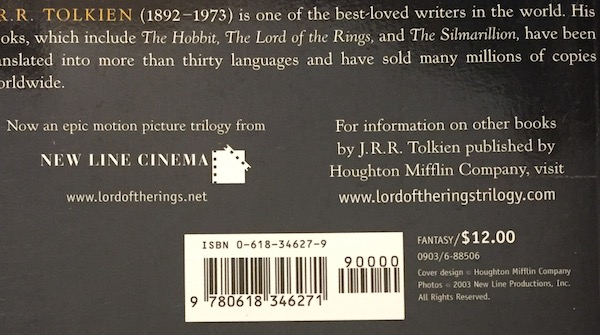 R.R. TOLKIEN (1892–1973) is one of the best-loved writers in the world. His
oks, which include The Hobbit, The Lord of the Rings, and The Silmarillion, have been
nslated into more than thirty languages and have sold many millions of copies
orldwide.
Now an epic motion picture trilogy from
NEW LINE CINEMA
www.lordoftherings.net
For information on other books
by J.R.R. Tolkien published by
Houghton Mifflin Company, visit
www.lordoftheringstrilogy.com
ISBN 0-618-34627-9
90000
9 780618 346271
FANTASY/$12.00
0903/6-88506
Cover design © Houghton Mifflin Company
Photos © 2003 New Line Productions, Inc.
All Rights Reserved.